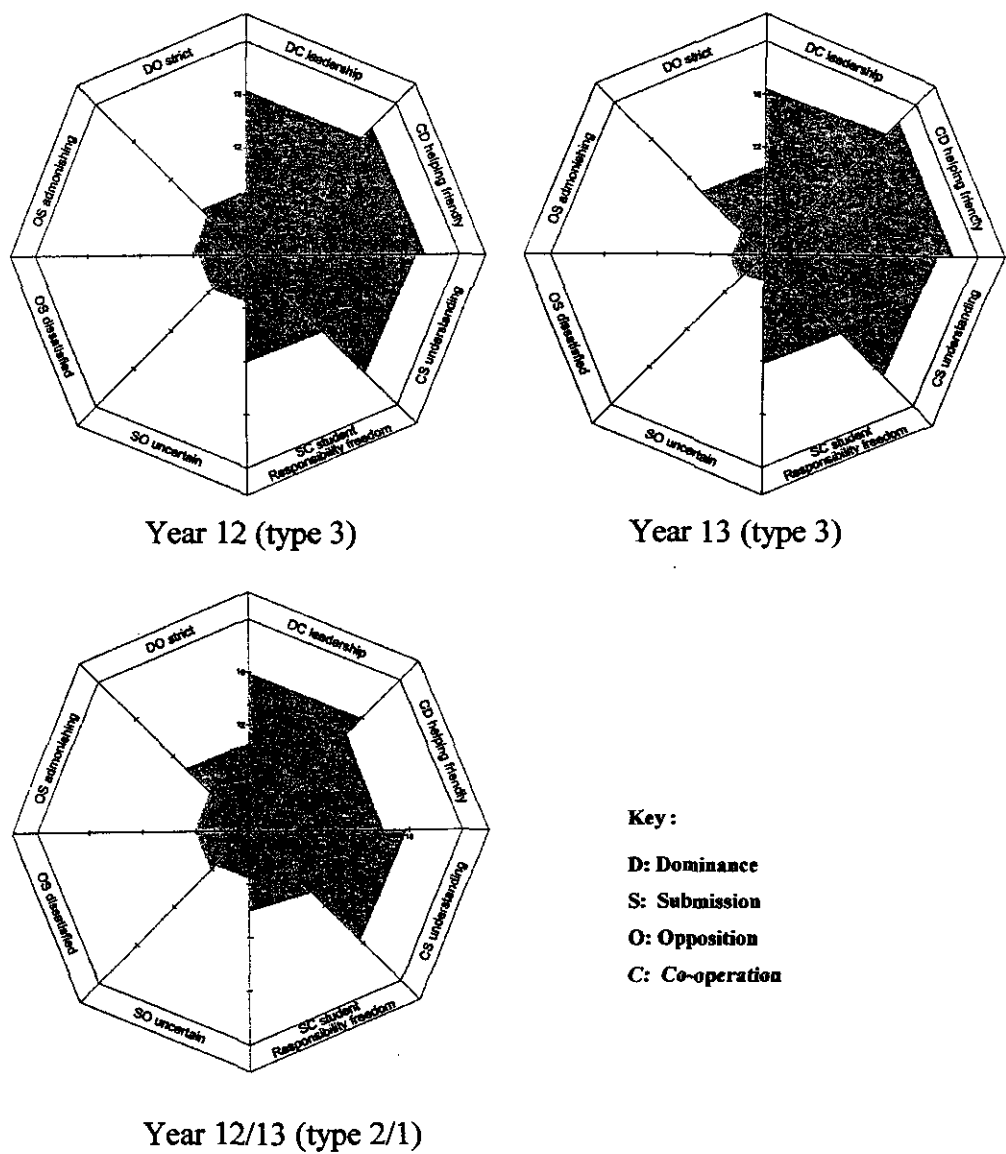 DO strict
DC leadership
CD helping friendly
CS understanding
SC student
Responsibility freedom
SO uncertain
OS dissatisfied
OS admonishing
12
Year 12 (type 3)
DO strict
DC leadership
CD helping friendly
CS understanding
SC student
Responsibility freedom
SO uncertain
OS dissatisfied
OS admonishing
12
Year 13 (type 3)
DO strict
DC leadership
CD helping friendly
CS understanding
SC student
Responsibility freedom
SO uncertain
OS dissatisfied
OS admonishing
Key :
D: Dominance
S: Submission
O: Opposition
C: Co-operation
Year 12/13 (type 2/1)